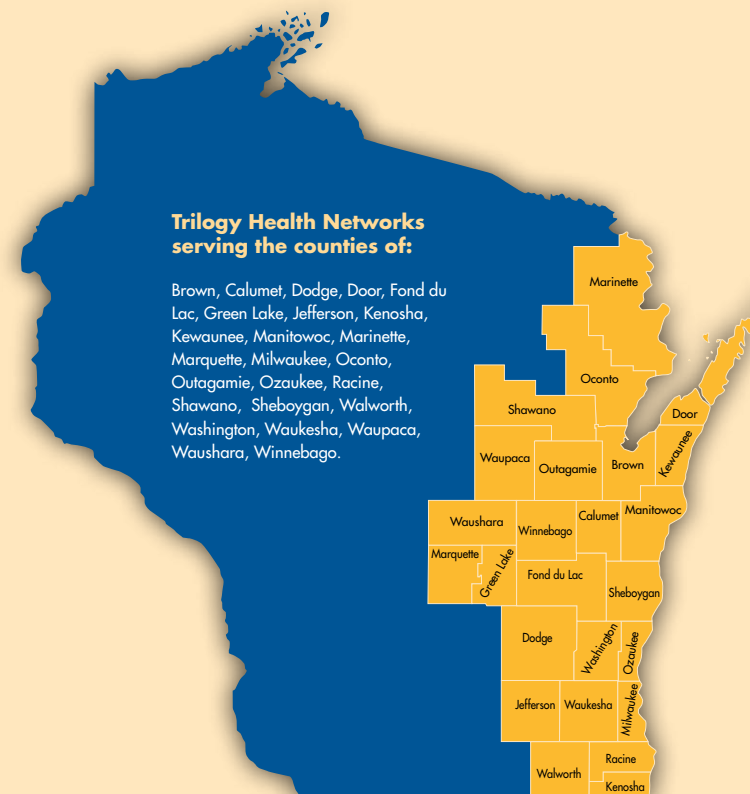 Trilogy Health Networks
serving the counties of:
Brown, Calumet, Dodge, Door, Fond du
Lac, Green Lake, Jefferson, Kenosha,
Kewaunee, Manitowoc, Marinette,
Marquette, Milwaukee, Oconto,
Outagamie, Ozaukee, Racine,
Shawano, Sheboygan, Walworth,
Washington, Waukesha, Waupaca,
Waushara, Winnebago.
Marinette
Oconto
Shawano
Door
Waupaca
Outagamie
Brown
Kewaunee
Waushara
Winnebago
Calumet
Manitowoc
Marquette
Green Lake
Fond du Lac
Sheboygan
Dodge
Washington
Ozaukee
Jefferson
Waukesha
Milwaukee
Walworth
Racine
Kenosha